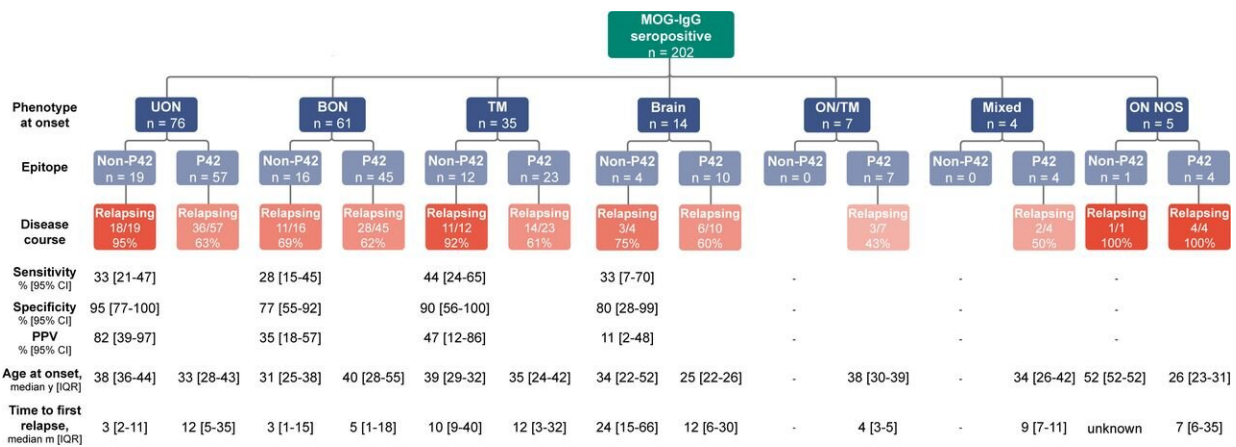 MOG-IgG
seropositive
n = 202
Phenotype
at onset
UON
n = 76
BON
n = 61
TM
n = 35
Brain
n = 14
ON/TM
n = 7
Mixed
n = 4
ON NOS
n = 5
Epitope
Non-P42
n = 19
P42
n = 57
Non-P42
n = 16
P42
n = 45
Non-P42
n = 12
P42
n = 23
Non-P42
n = 4
P42
n = 10
Non-P42
n = 0
P42
n = 7
Non-P42
n = 0
P42
n = 4
Non-P42
n = 1
P42
n = 4
Disease
course
Relapsing
18/19
95%
Relapsing
36/57
63%
Relapsing
11/16
69%
Relapsing
28/45
62%
Relapsing
11/12
92%
Relapsing
14/23
61%
Relapsing
3/4
75%
Relapsing
6/10
60%
Relapsing
3/7
43%
Relapsing
2/4
50%
Relapsing
1/1
100%
Relapsing
4/4
100%
Sensitivity
% [95% CI]
33 [21-47] 28 [15-45] 44 [24-65] 33 [7-70] - - -
Specificity
% [95% CI]
95 [77-100] 77 [55-92] 90 [56-100] 80 [28-99] - - -
PPV
% [95% CI]
82 [39-97] 35 [18-57] 47 [12-86] 11 [2-48] - - -
Age at onset,
median y [IQR]
38 [36-44] 33 [28-43] 31 [25-38] 40 [28-55] 39 [29-32] 35 [24-42] 34 [22-52] 25 [22-26] - 38 [30-39] - 34 [26-42] 52 [52-52] 26 [23-31]
Time to first
relapse,
median m [IQR]
3 [2-11] 12 [5-35] 3 [1-15] 5 [1-18] 10 [9-40] 12 [3-32] 24 [15-66] 12 [6-30] - 4 [3-5] - 9 [7-11] unknown 7 [6-35]